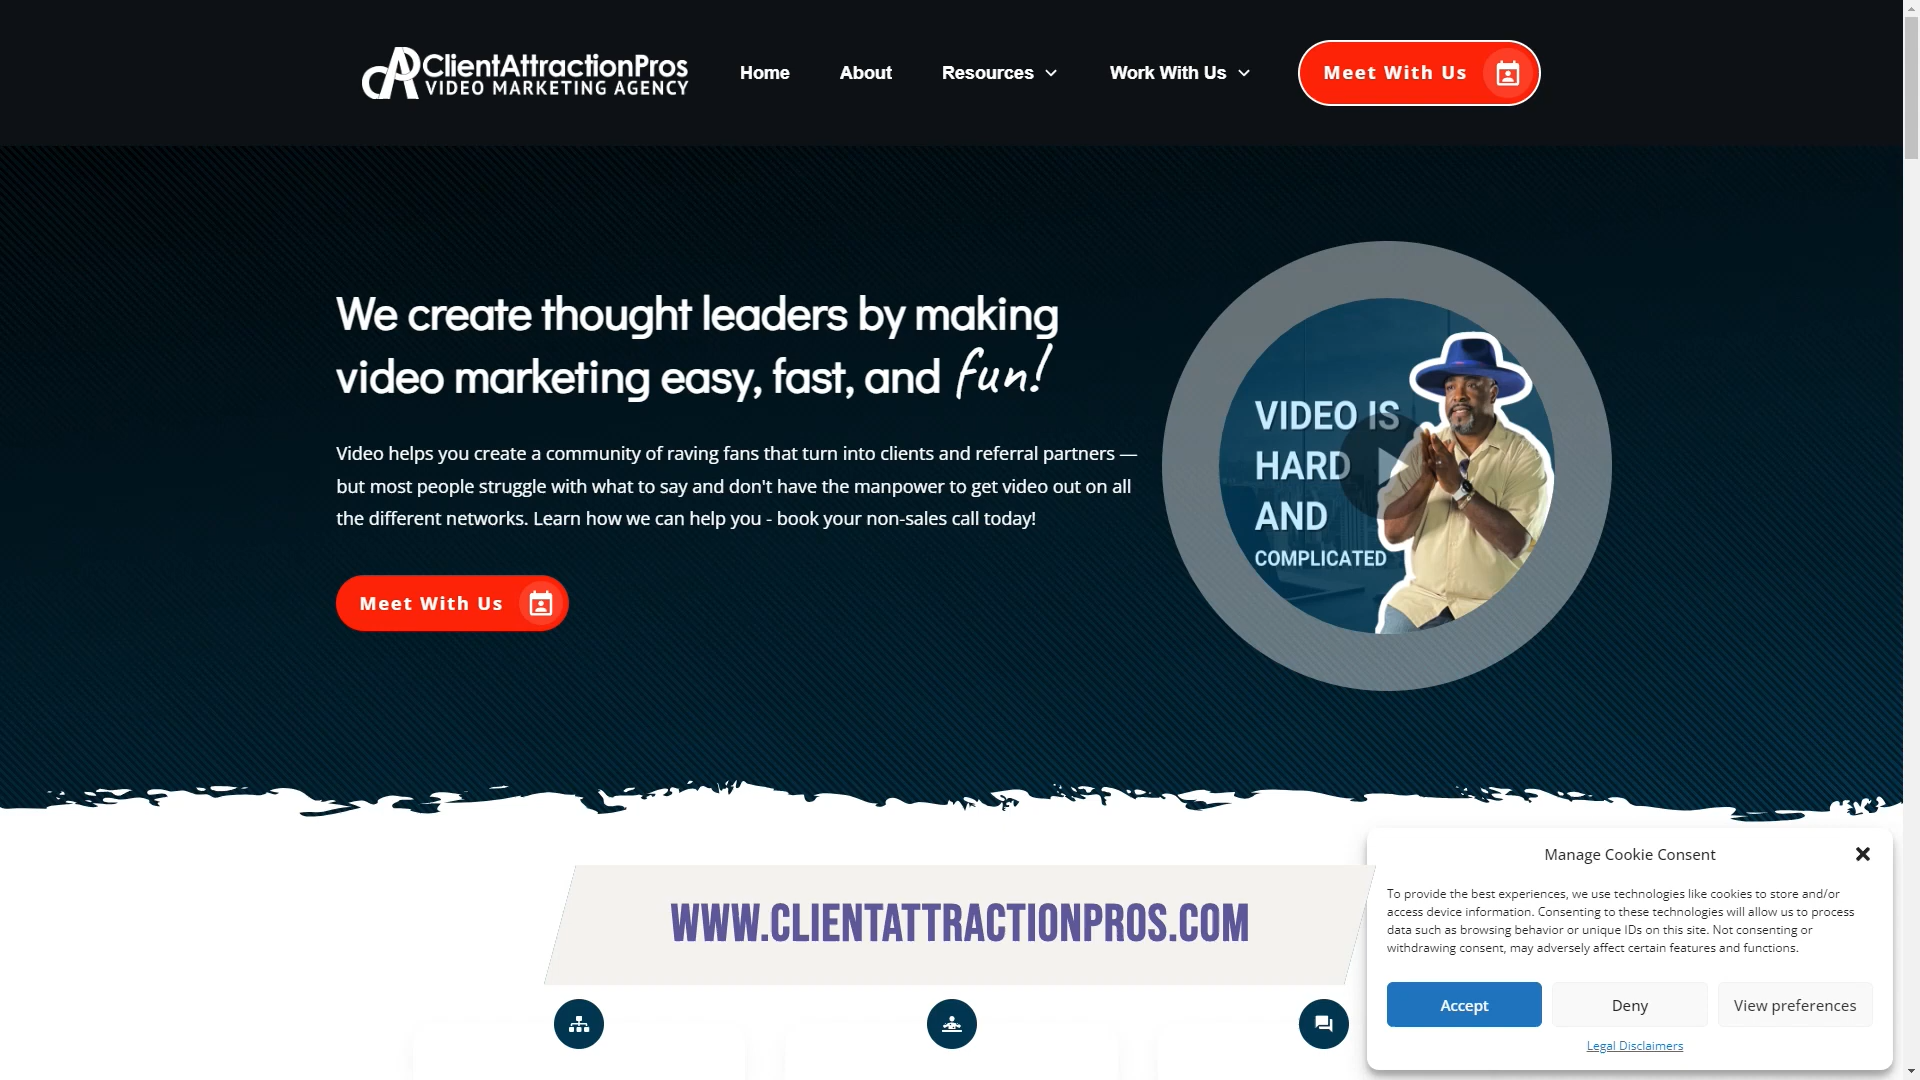 ClientAttractionPros
VIDEO MARKETING AGENCY
Home
About
Resources
Work With Us
Meet With Us
We create thought leaders by making
video marketing easy, fast, and fun!
Video helps you create a community of raving fans that turn into clients and referral partners —
but most people struggle with what to say and don't have the manpower to get video out on all
the different networks. Learn how we can help you - book your non-sales call today!
Meet With Us
VIDEO IS
HARD
AND
COMPLICATED
WWW.CLIENTATTRACTIONPROS.COM
Manage Cookie Consent
To provide the best experiences, we use technologies like cookies to store and/or
access device information. Consenting to these technologies will allow us to process
data such as browsing behavior or unique IDs on this site. Not consenting or
withdrawing consent, may adversely affect certain features and functions.
Accept
Deny
View preferences
Legal Disclaimers